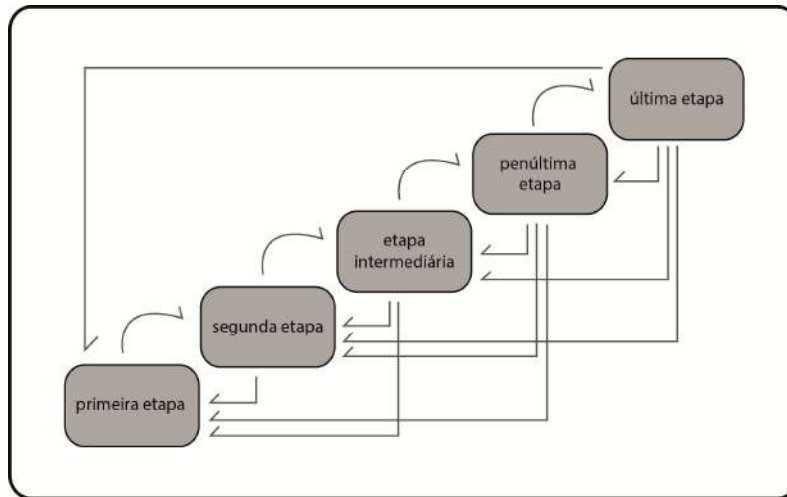 última etapa
penúltima
etapa
etapa
intermediária
segunda etapa
primeira etapa